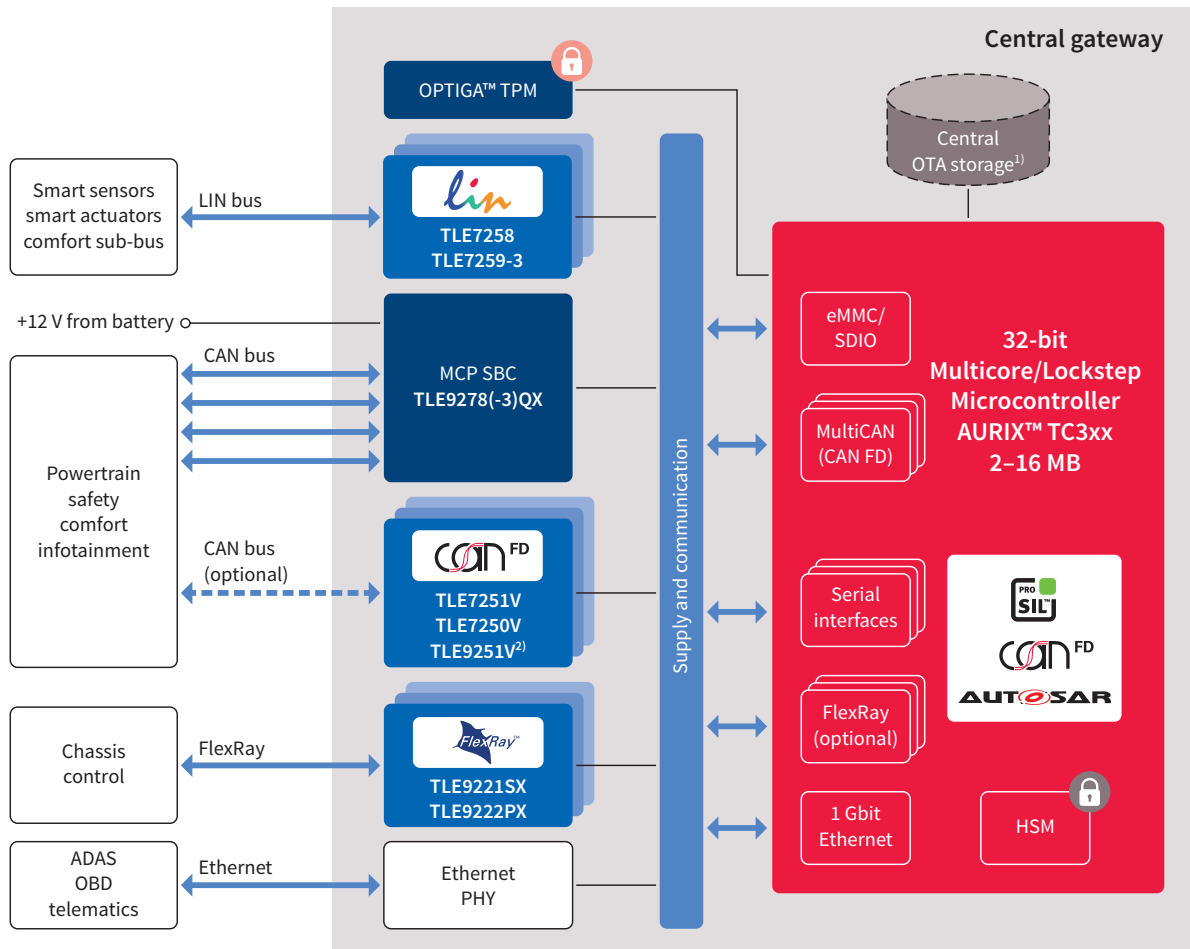 Central gateway
OPTIGA™ TPM
Central
OTA storage1)
Smart sensors
smart actuators
comfort sub-bus
LIN bus
lin
TLE7258
TLE7259-3
+12 V from battery
CAN bus
MCP SBC
TLE9278(-3)QX
Powertrain
safety
comfort
infotainment
CAN bus
(optional)
CAN FD
TLE7251V
TLE7250V
TLE9251V2)
Chassis
control
FlexRay
FlexRay™
TLE9221SX
TLE9222PX
ADAS
OBD
telematics
Ethernet
Ethernet
PHY
Supply and communication
eMMC/
SDIO
MultiCAN
(CAN FD)
Serial
interfaces
FlexRay
(optional)
1 Gbit
Ethernet
32-bit
Multicore/Lockstep
Microcontroller
AURIX™ TC3xx
2–16 MB
PRO
SIL™
CAN FD
AUTOSAR
HSM